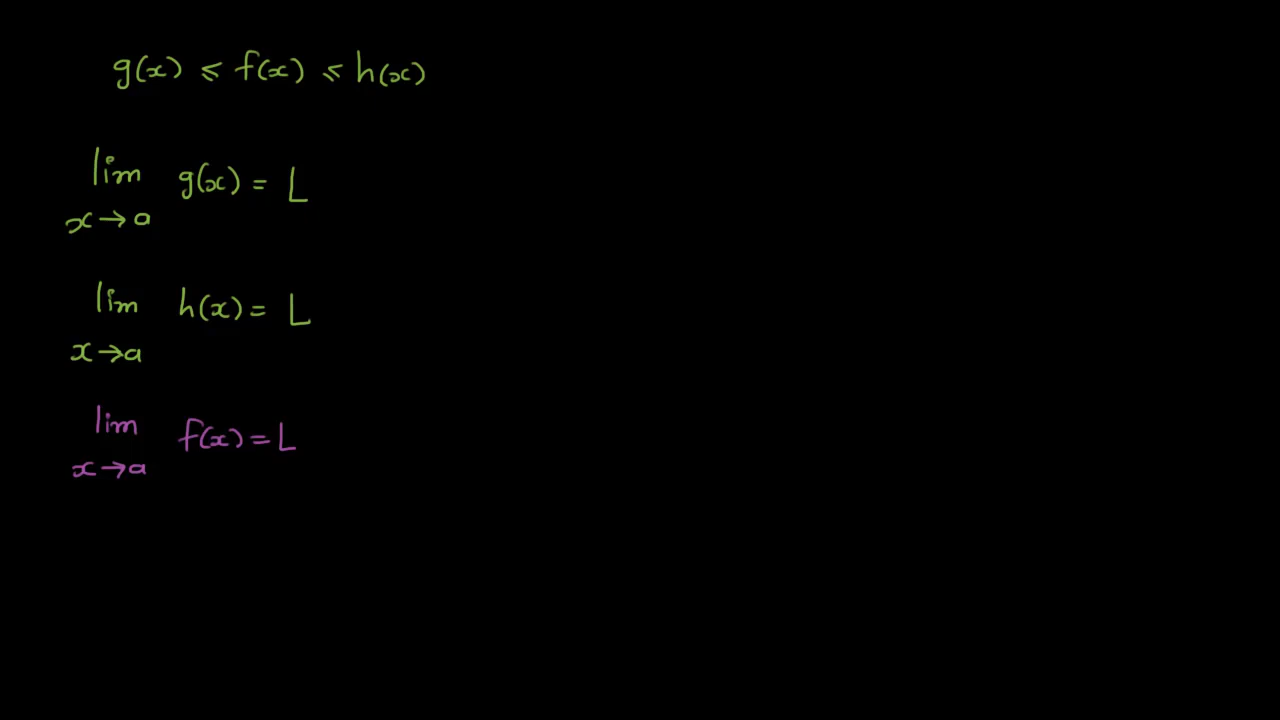 g(x) ⩽ f(x) ⩽ h(x)
lim g(x) = L
x→a
lim h(x) = L
x→a
lim f(x) = L
x→a